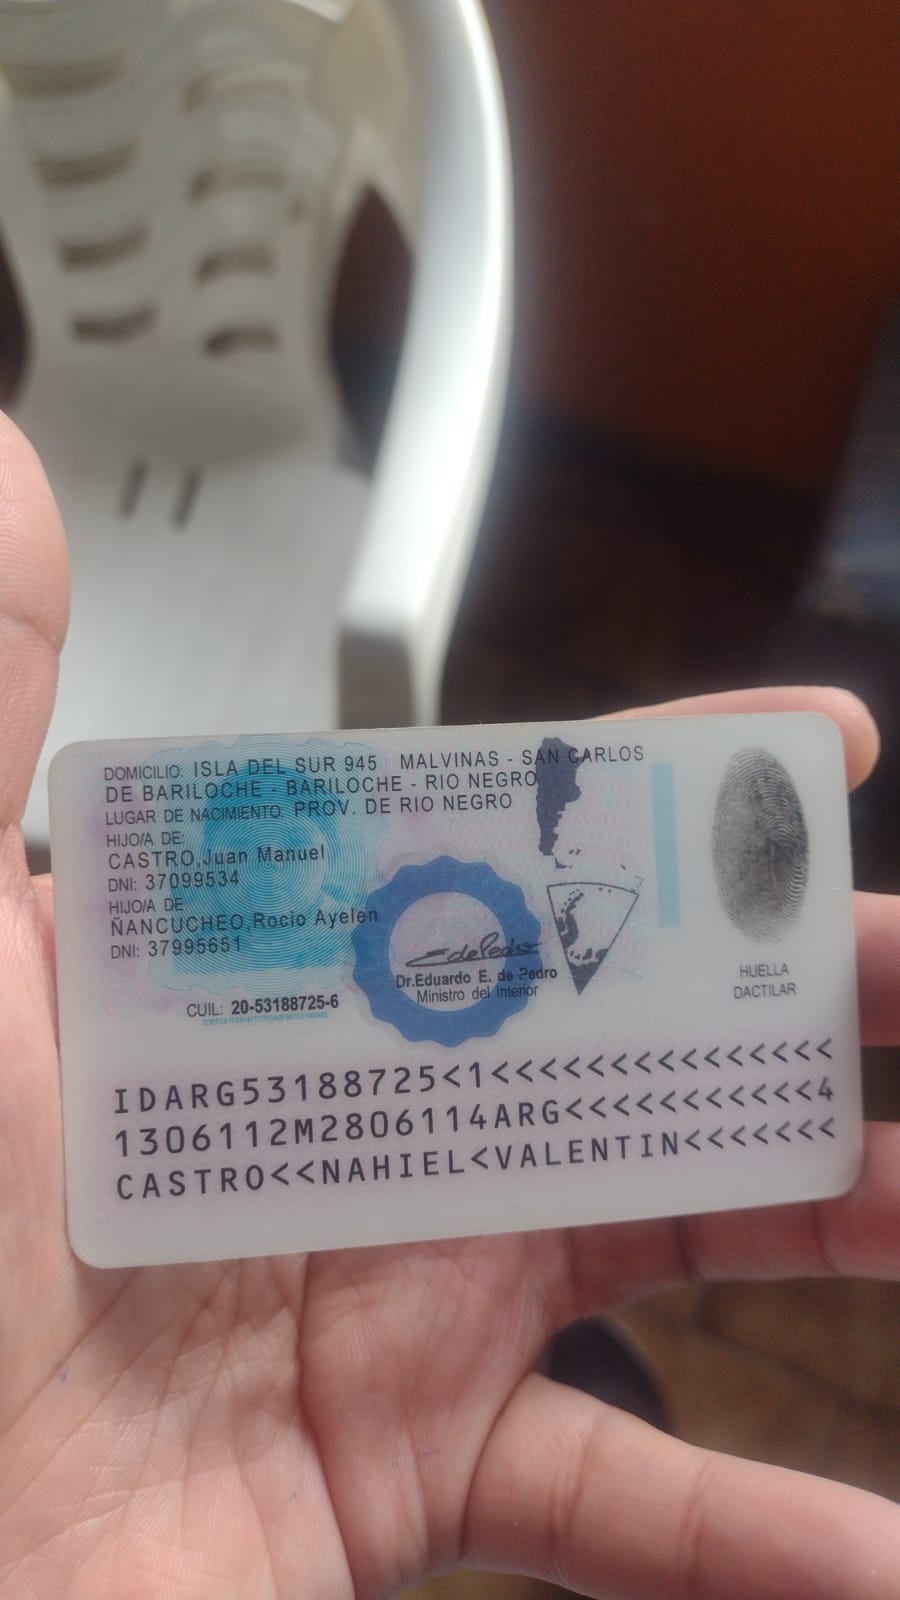 DOMICILIO: ISLA DEL SUR 945 MALVINAS - SAN CARLOS
DE BARILOCHE - BARILOCHE - RIO NEGRO
LUGAR DE NACIMIENTO: PROV. DE RIO NEGRO
HIJO/A DE:
CASTRO,Juan Manuel
DNI: 37099534
HIJO/A DE:
ÑANCUCHEO,Rocio Ayelen
DNI: 37995651
CUIL: 20-53188725-6
Dr.Eduardo E. de Pedro
Ministro del Interior
HUELLA
DACTILAR
IDARG53188725<1<<<<<<<<<<<<<<<
1306112M2806114ARG<<<<<<<<<<<4
CASTRO<<NAHIEL<VALENTIN<<<<<<<